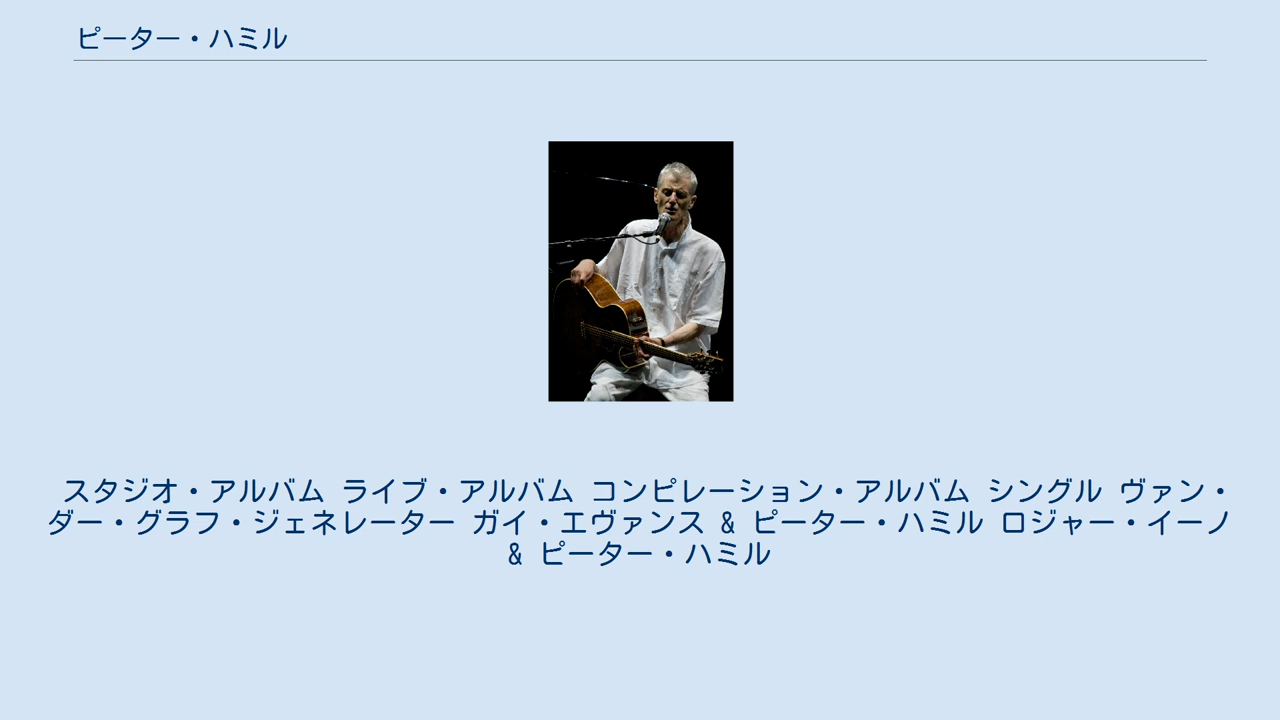 ピーター・ハミル
スタジオ・アルバム ライブ・アルバム コンピレーション・アルバム シングル ヴァン・
ダー・グラフ・ジェネレーター ガイ・エヴァンス & ピーター・ハミル ロジャー・イーノ
& ピーター・ハミル